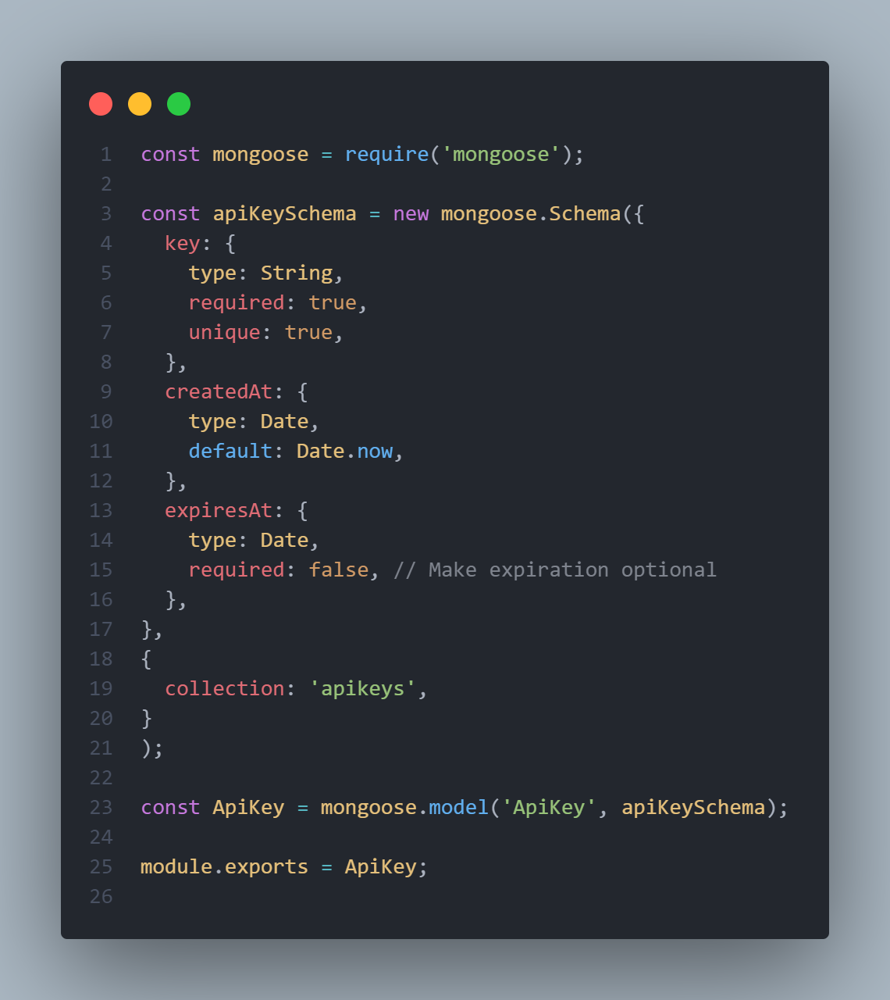 1 const mongoose = require('mongoose');
2
3 const apiKeySchema = new mongoose.Schema({
4   key: {
5     type: String,
6     required: true,
7     unique: true,
8   },
9   createdAt: {
10     type: Date,
11     default: Date.now,
12   },
13   expiresAt: {
14     type: Date,
15     required: false, // Make expiration optional
16   },
17 },
18 {
19   collection: 'apikeys',
20 }
21 );
22
23 const ApiKey = mongoose.model('ApiKey', apiKeySchema);
24
25 module.exports = ApiKey;
26